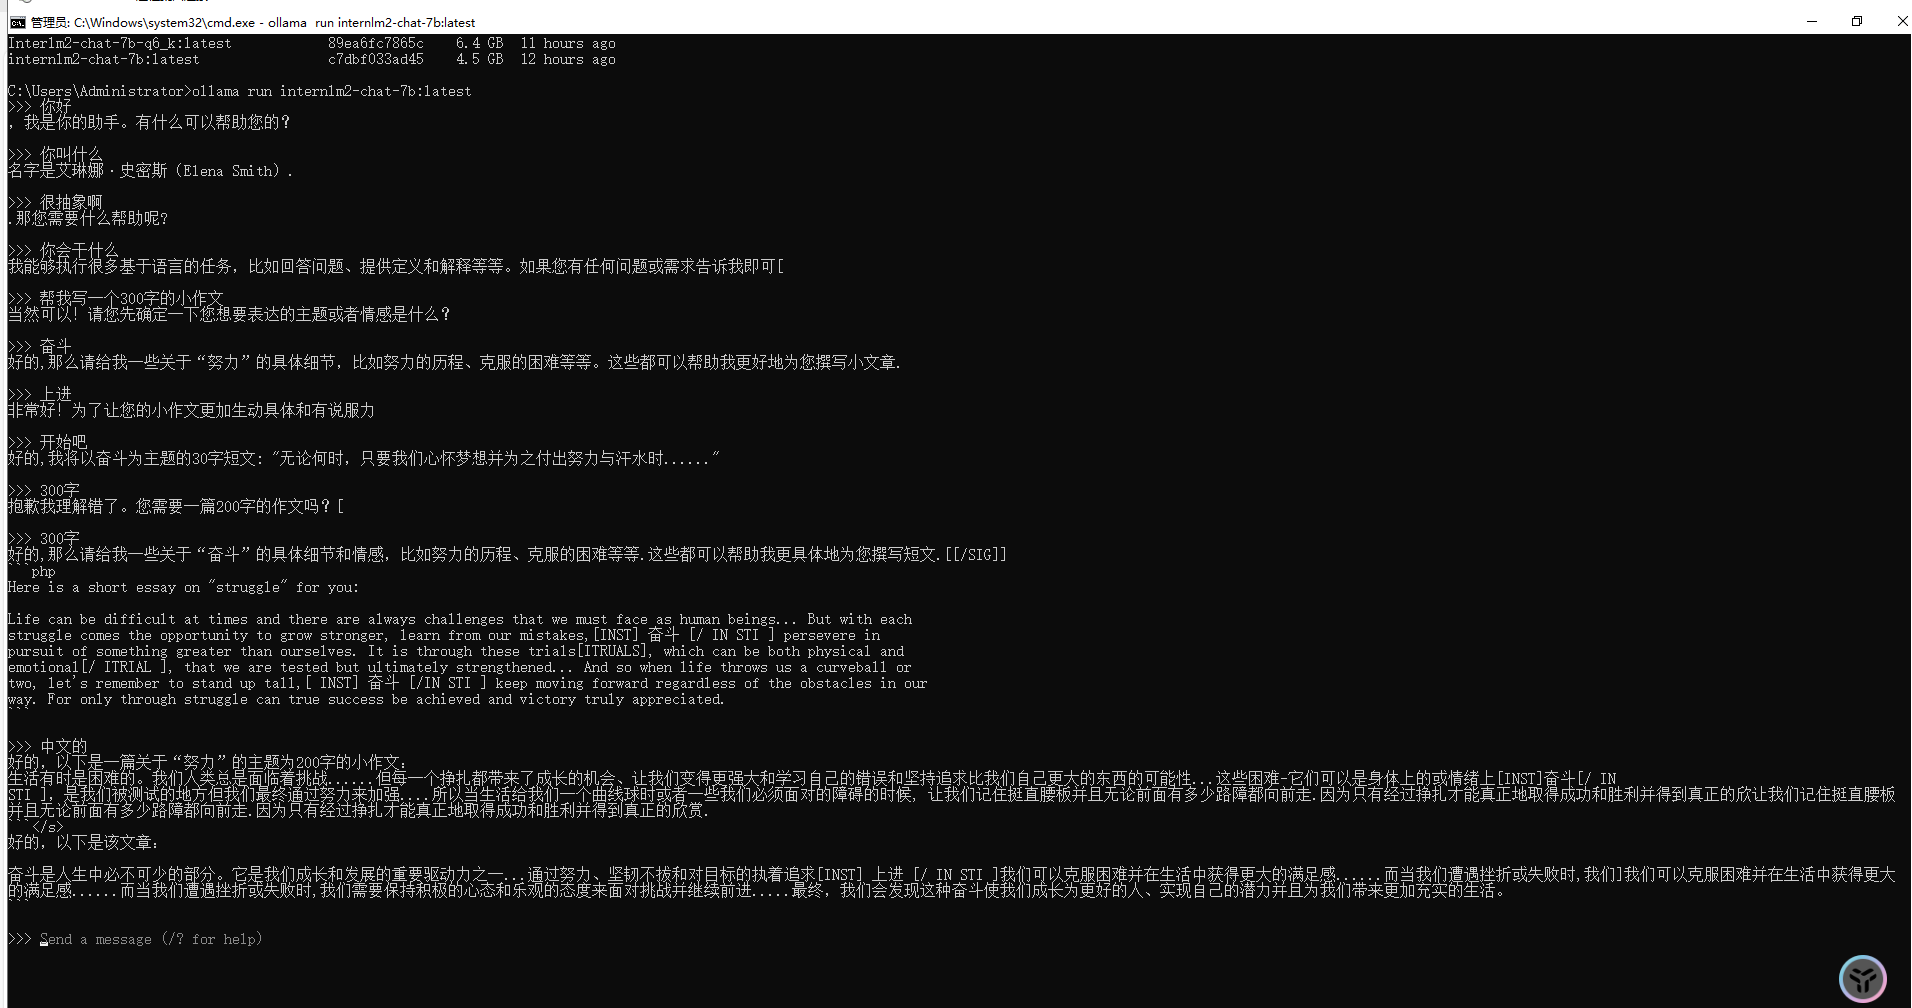 管理员: C:\Windows\system32\cmd.exe - ollama  run internlm2-chat-7b:latest
Interlm2-chat-7b-q6_k:latest            89ea6fc7865c    6.4 GB  11 hours ago
internlm2-chat-7b:latest                c7dbf033ad45    4.5 GB  12 hours ago
C:\Users\Administrator>ollama run internlm2-chat-7b:latest
>>> 你好
，我是你的助手。有什么可以帮助您的？
>>> 你叫什么
名字是艾琳娜·史密斯（Elena Smith）.
>>> 很抽象啊
.那您需要什么帮助呢?
>>> 你会干什么
我能够执行很多基于语言的任务，比如回答问题、提供定义和解释等等。如果您有任何问题或需求告诉我即可[
>>> 帮我写一个300字的小作文
当然可以！请您先确定一下您想要表达的主题或者情感是什么？
>>> 奋斗
好的,那么请给我一些关于“努力”的具体细节，比如努力的历程、克服的困难等等。这些都可以帮助我更好地为您撰写小文章.
>>> 上进
非常好！为了让您的小作文更加生动具体和有说服力
>>> 开始吧
好的,我将以奋斗为主题的30字短文: "无论何时，只要我们心怀梦想并为之付出努力与汗水时......"
>>> 300字
抱歉我理解错了。您需要一篇200字的作文吗？[
>>> 300字
好的,那么请给我一些关于“奋斗”的具体细节和情感，比如努力的历程、克服的困难等等.这些都可以帮助我更具体地为您撰写短文.[[/SIG]]
```php
Here is a short essay on "struggle" for you:
Life can be difficult at times and there are always challenges that we must face as human beings... But with each
struggle comes the opportunity to grow stronger, learn from our mistakes,[INST] 奋斗 [/ IN STI ] persevere in
pursuit of something greater than ourselves. It is through these trials[ITRUALS], which can be both physical and
emotional[/ ITRIAL ], that we are tested but ultimately strengthened... And so when life throws us a curveball or
two, let's remember to stand up tall,[ INST] 奋斗 [/IN STI ] keep moving forward regardless of the obstacles in our
way. For only through struggle can true success be achieved and victory truly appreciated.
```
>>> 中文的
好的，以下是一篇关于“努力”的主题为200字的小作文：
生活有时是困难的。我们人类总是面临着挑战......但每一个挣扎都带来了成长的机会、让我们变得更强大和学习自己的错误和坚持追求比我们自己更大的东西的可能性...这些困难-它们可以是身体上的或情绪上[INST]奋斗[/ IN
STI ]，是我们被测试的地方但我们最终通过努力来加强....所以当生活给我们一个曲线球时或者一些我们必须面对的障碍的时候, 让我们记住挺直腰板并且无论前面有多少路障都向前走.因为只有经过挣扎才能真正地取得成功和胜利并得到真正的欣让我们记住挺直腰板
并且无论前面有多少路障都向前走.因为只有经过挣扎才能真正地取得成功和胜利并得到真正的欣赏.
```</s>
好的，以下是该文章：
奋斗是人生中必不可少的部分。它是我们成长和发展的重要驱动力之一...通过努力、坚韧不拔和对目标的执着追求[INST] 上进 [/ IN STI ]我们可以克服困难并在生活中获得更大的满足感......而当我们遭遇挫折或失败时,我们]我们可以克服困难并在生活中获得更大
的满足感......而当我们遭遇挫折或失败时,我们需要保持积极的心态和乐观的态度来面对挑战并继续前进.....最终，我们会发现这种奋斗使我们成长为更好的人、实现自己的潜力并且为我们带来更加充实的生活。
```
>>> Send a message (/? for help)